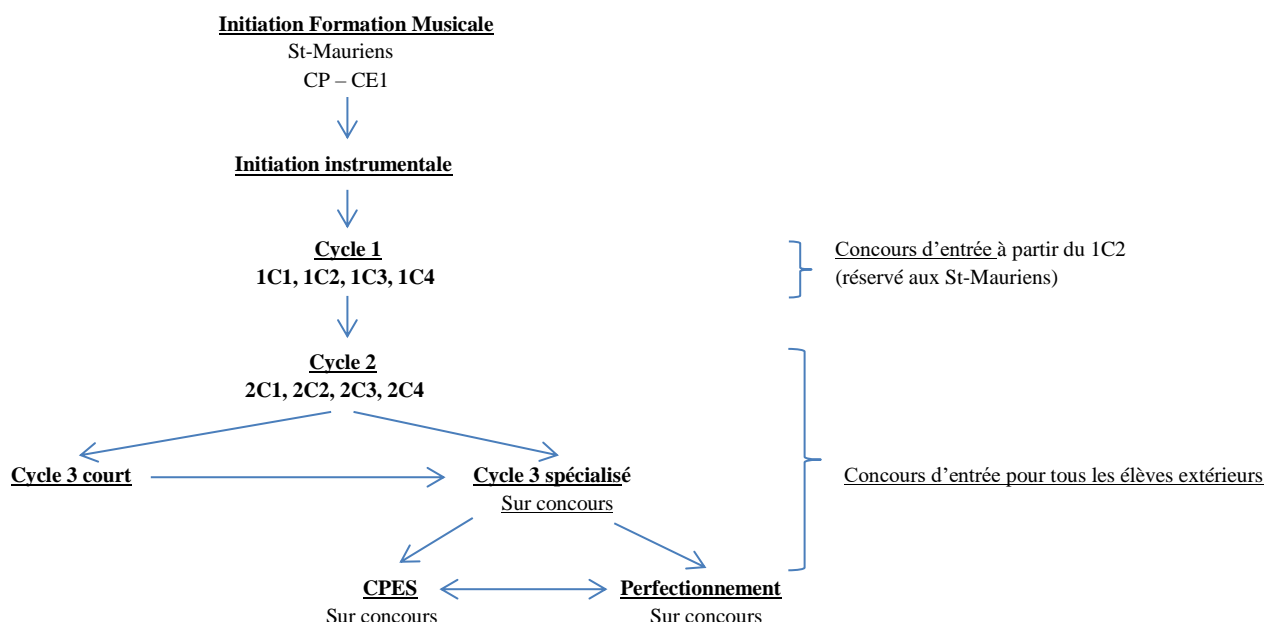 Initiation Formation Musicale
St-Mauriens
CP – CE1
Initiation instrumentale
Cycle 1
1C1, 1C2, 1C3, 1C4
Concours d’entrée à partir du 1C2
(réservé aux St-Mauriens)
Cycle 2
2C1, 2C2, 2C3, 2C4
Cycle 3 court
Cycle 3 spécialisé
Sur concours
Concours d’entrée pour tous les élèves extérieurs
CPES
Sur concours
Perfectionnement
Sur concours